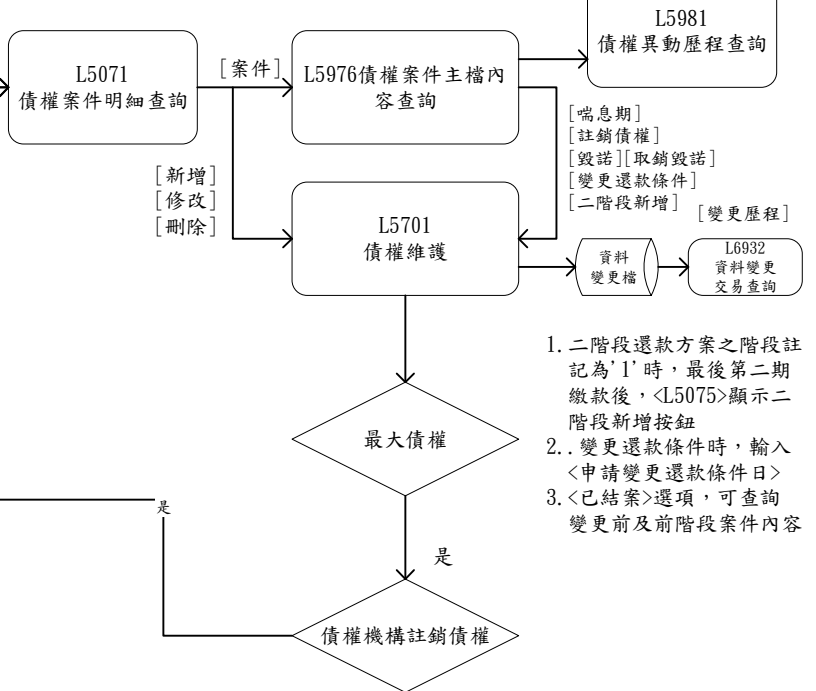 L5981
債權異動歷程查詢
L5071
債權案件明細查詢
[案件]
L5976債權案件主檔內
容查詢
[喘息期]
[註銷債權]
[毀諾][取銷毀諾]
[變更還款條件]
[二階段新增]
[新增]
[修改]
[刪除]
L5701
債權維護
[變更歷程]
資料
變更檔
L6932
資料變更
交易查詢
1. 二階段還款方案之階段註
記為'1'時，最後第二期
繳款後，<L5075>顯示二
階段新增按鈕
2. .變更還款條件時，輸入
<申請變更還款條件日>
3. <已結案>選項，可查詢
變更前及前階段案件內容
最大債權
是
是
債權機構註銷債權